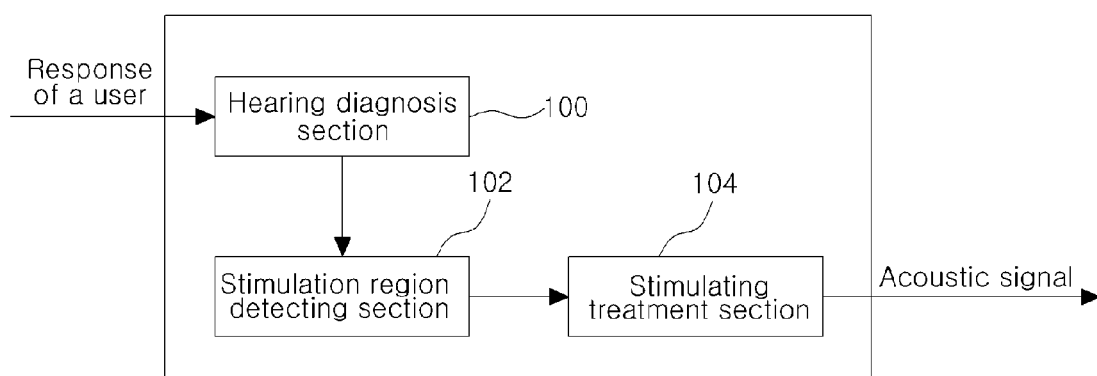 Response
of a user
Hearing diagnosis
section
100
102
104
Stimulation region
detecting section
Stimulating
treatment section
Acoustic signal